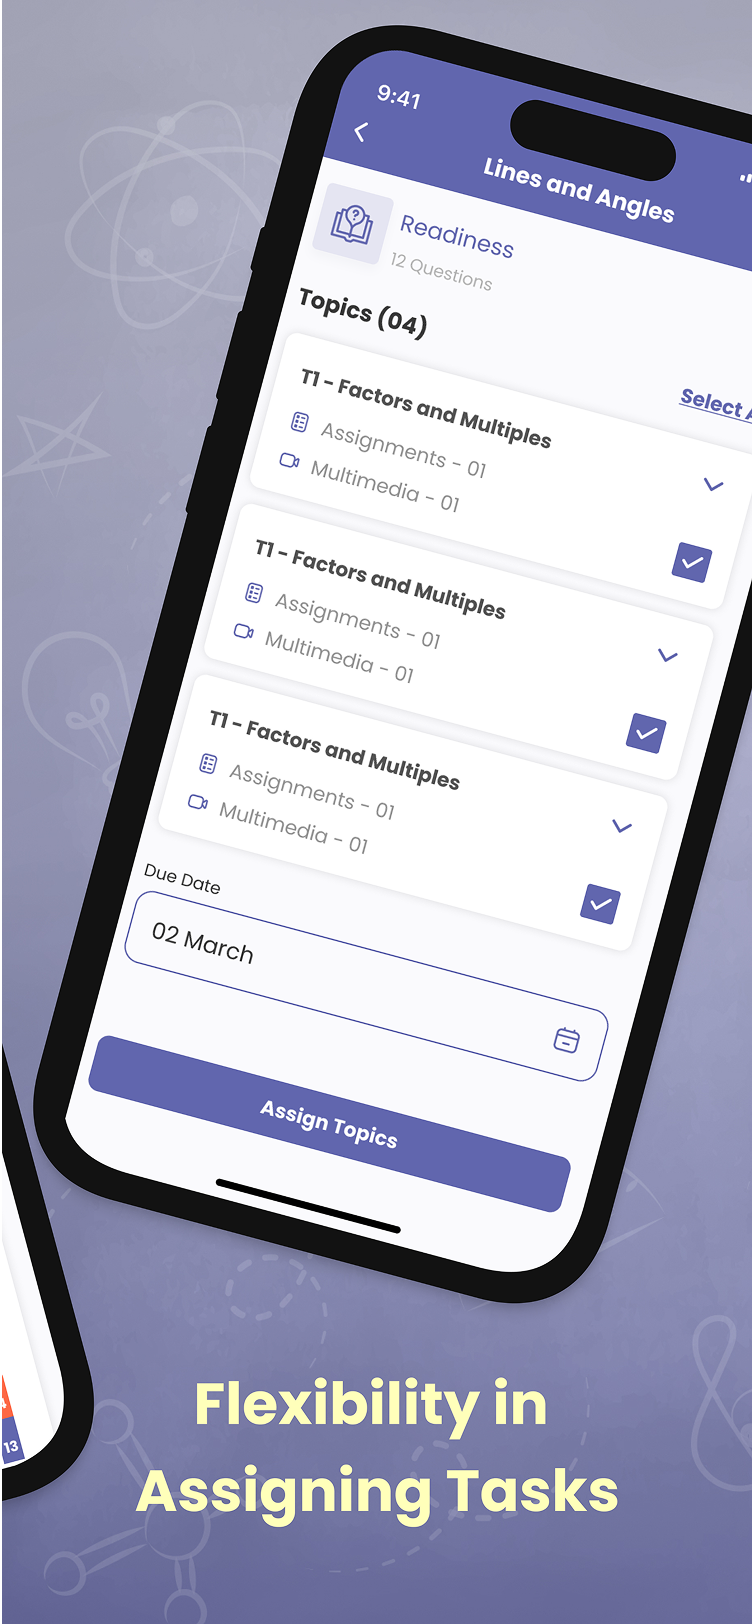 9:41
Lines and Angles
Readiness
12 Questions
Topics (04)
Select A
T1 - Factors and Multiples
Assignments - 01
Multimedia - 01
T1 - Factors and Multiples
Assignments - 01
Multimedia - 01
T1 - Factors and Multiples
Assignments - 01
Multimedia - 01
Due Date
02 March
Assign Topics
13
Flexibility in
Assigning Tasks